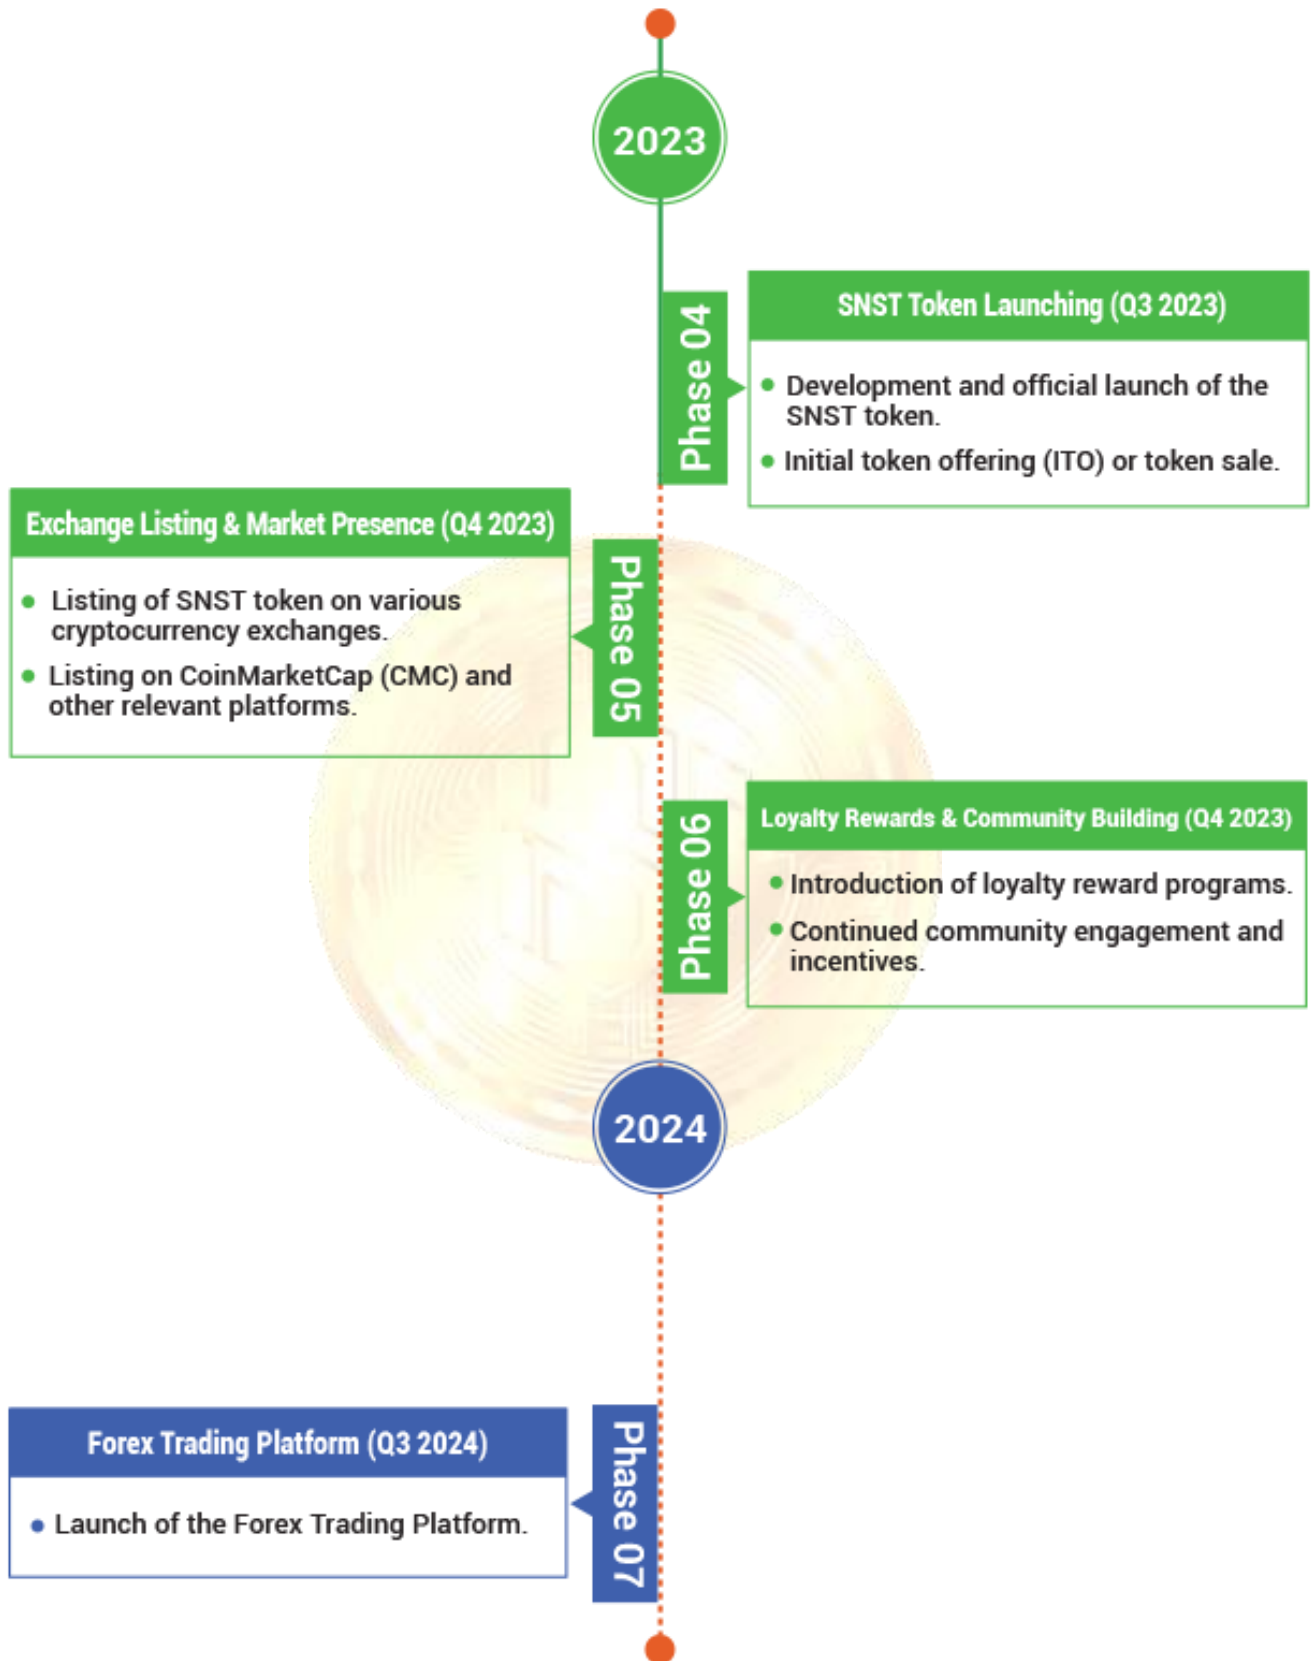 2023
Phase 04
SNST Token Launching (Q3 2023)
Development and official launch of the
SNST token.
Initial token offering (ITO) or token sale.
Exchange Listing & Market Presence (Q4 2023)
Listing of SNST token on various
cryptocurrency exchanges.
Listing on CoinMarketCap (CMC) and
other relevant platforms.
Phase 05
Phase 06
Loyalty Rewards & Community Building (Q4 2023)
Introduction of loyalty reward programs.
Continued community engagement and
incentives.
2024
Forex Trading Platform (Q3 2024)
Launch of the Forex Trading Platform.
Phase 07